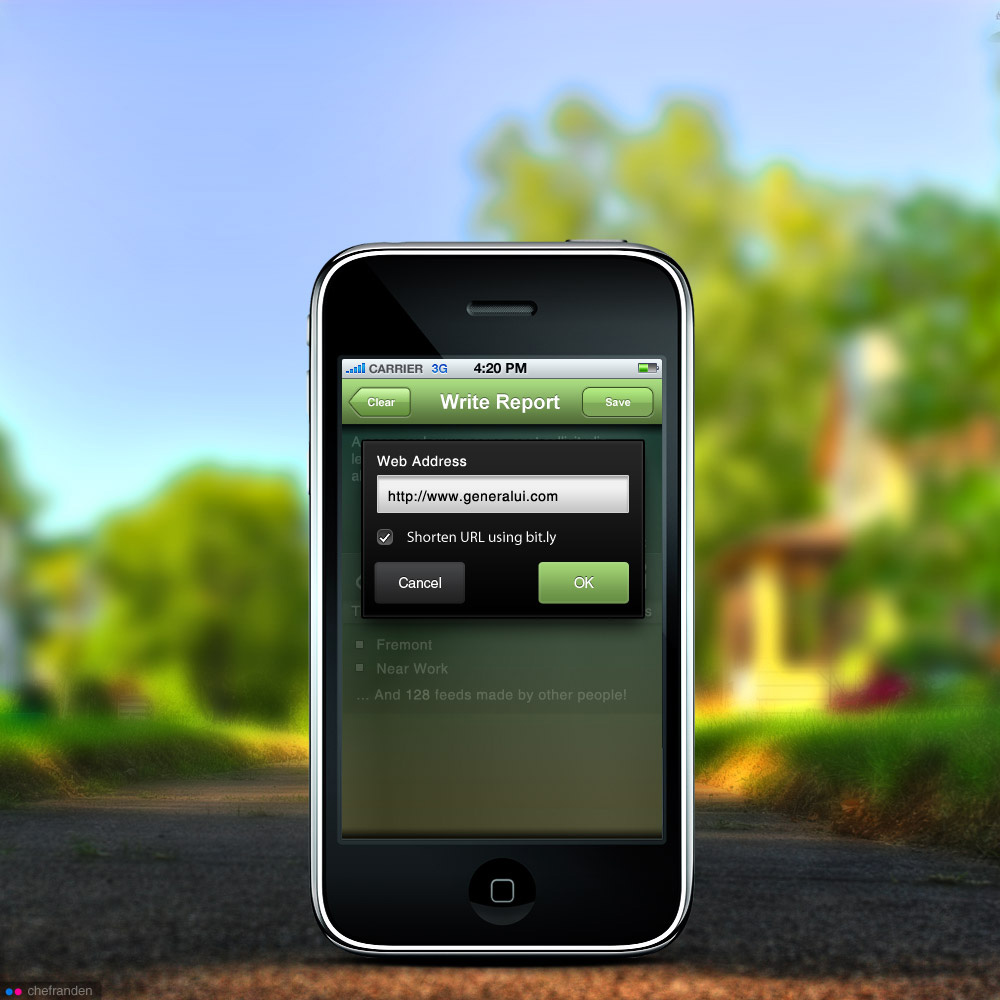 CARRIER 3G 4:20 PM
Clear Write Report Save
Web Address
http://www.generalui.com
Shorten URL using bit.ly
Cancel OK
Fremont
Near Work
... And 128 feeds made by other people!
chefranden